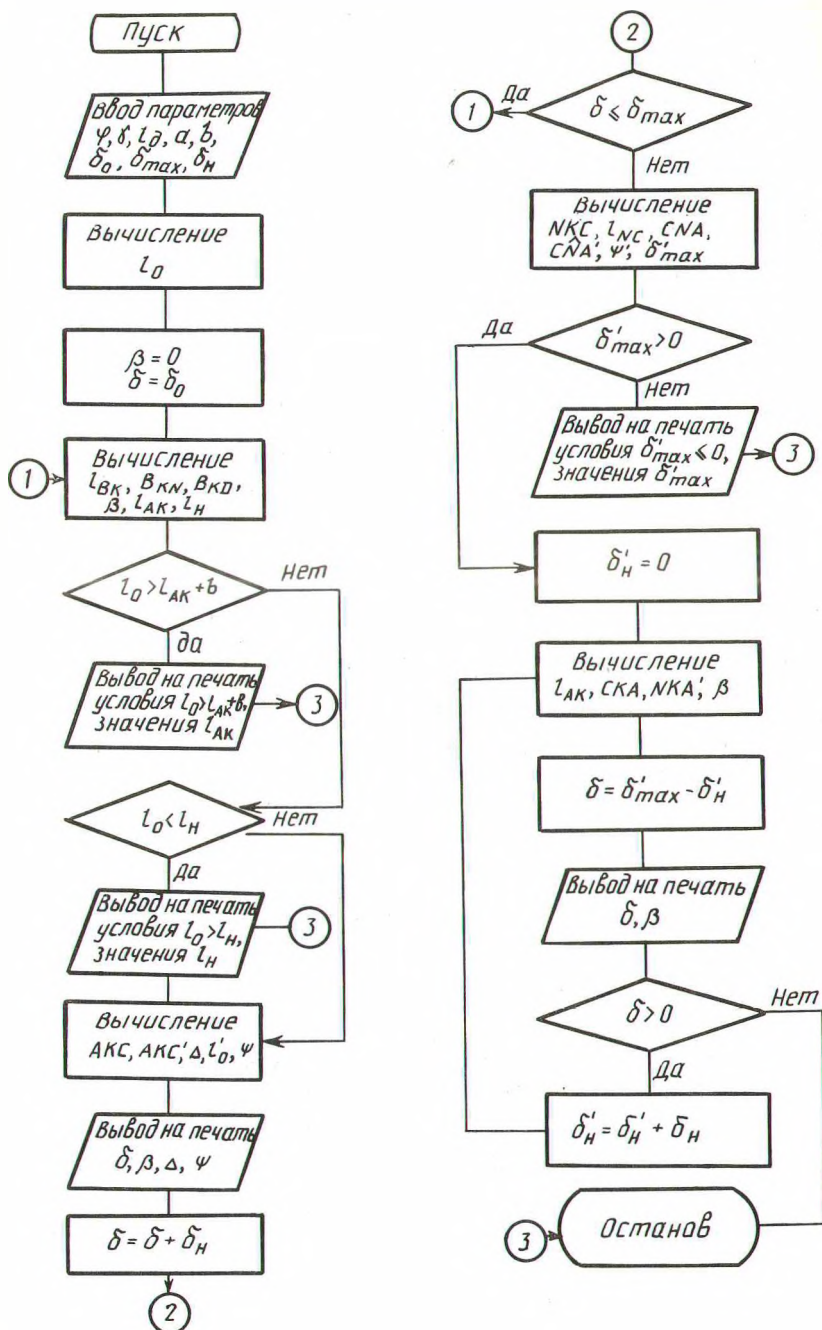 Пуск
Ввод параметров
φ, γ, l∂, a, b,
δ₀, δmax, δн
Вычисление
l₀
β = 0
δ = δ₀
1
Вычисление
lBK, BKN, BKD,
β, lAK, lH
l₀ > lAK + b
Нет
Да
Вывод на печать
условия l₀ > lAK + в,
значения lAK
3
l₀ < lH
Нет
Да
Вывод на печать
условия l₀ > lH,
значения lH
3
Вычисление
AKC, AKC', Δ, l'₀, ψ
Вывод на печать
δ, β, Δ, ψ
δ = δ + δн
2
2
Да
1
δ ⩽ δmax
Нет
Вычисление
NKC, lNC, CNA,
CNA', ψ', δ'max
Да
δ'max > 0
Нет
Вывод на печать
условия δ'max ⩽ 0,
значения δ'max
3
δ'н = 0
Вычисление
lAK, CKA, NKA', β
δ = δ'max - δ'н
Вывод на печать
δ, β
δ > 0
Нет
Да
δ'н = δ'н + δн
3
Останов